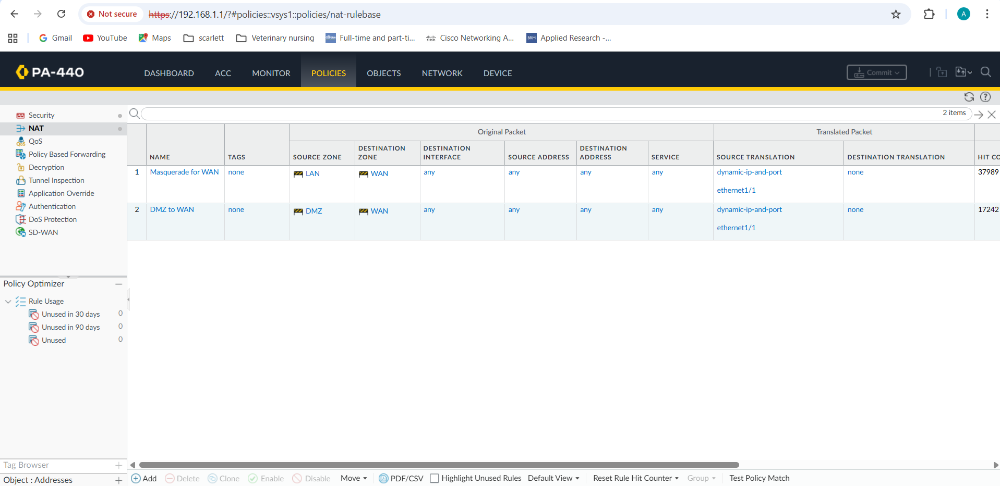 Not secure https://192.168.1.1/?#policies::vsys1::policies/nat-rulebase A
Gmail YouTube Maps scarlett Veterinary nursing Full-time and part-ti... Cisco Networking A... BRM Applied Research -...
PA-440 DASHBOARD ACC MONITOR POLICIES OBJECTS NETWORK DEVICE Commit
Security
NAT
QoS
Policy Based Forwarding
Decryption
Tunnel Inspection
Application Override
Authentication
DoS Protection
SD-WAN
Policy Optimizer
Rule Usage
Unused in 30 days 0
Unused in 90 days 0
Unused 0
Tag Browser
Object : Addresses
2 items
Original Packet Translated Packet
NAME TAGS SOURCE ZONE DESTINATION ZONE DESTINATION INTERFACE SOURCE ADDRESS DESTINATION ADDRESS SERVICE SOURCE TRANSLATION DESTINATION TRANSLATION HIT CO
1 Masquerade for WAN none LAN WAN any any any any dynamic-ip-and-port none 37989
ethernet1/1
2 DMZ to WAN none DMZ WAN any any any any dynamic-ip-and-port none 17242
ethernet1/1
Add Delete Clone Enable Disable Move PDF/CSV Highlight Unused Rules Default View Reset Rule Hit Counter Group Test Policy Match